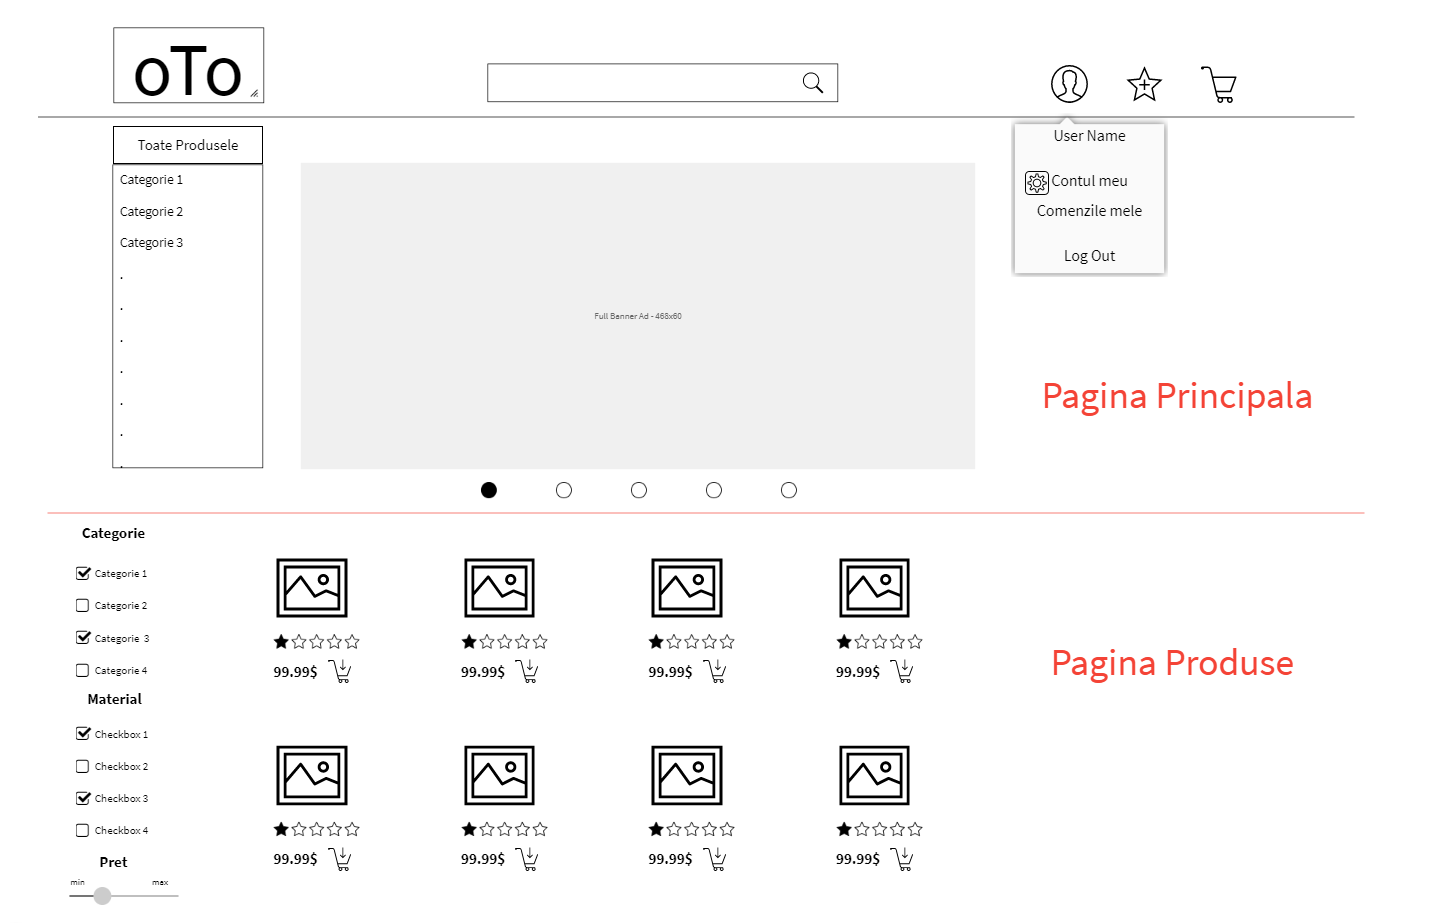 oTo
User Name
Contul meu
Comenzile mele
Log Out
Toate Produsele
Categorie 1
Categorie 2
Categorie 3
.
.
.
.
.
.
.
Full Banner Ad - 468x60
Pagina Principala
Categorie
Categorie 1
Categorie 2
Categorie 3
Categorie 4
Material
Checkbox 1
Checkbox 2
Checkbox 3
Checkbox 4
Pret
min max
99.99$ 99.99$ 99.99$ 99.99$
99.99$ 99.99$ 99.99$ 99.99$
Pagina Produse